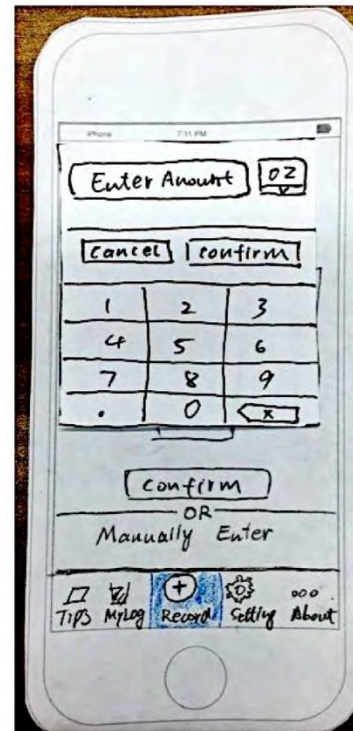 iPhone 7:11 PM
Enter Anount OZ
Cancel Confirm
1 2 3
4 5 6
7 8 9
. 0 X
Confirm
OR
Manually Enter
Tips MyLog Record Setting About